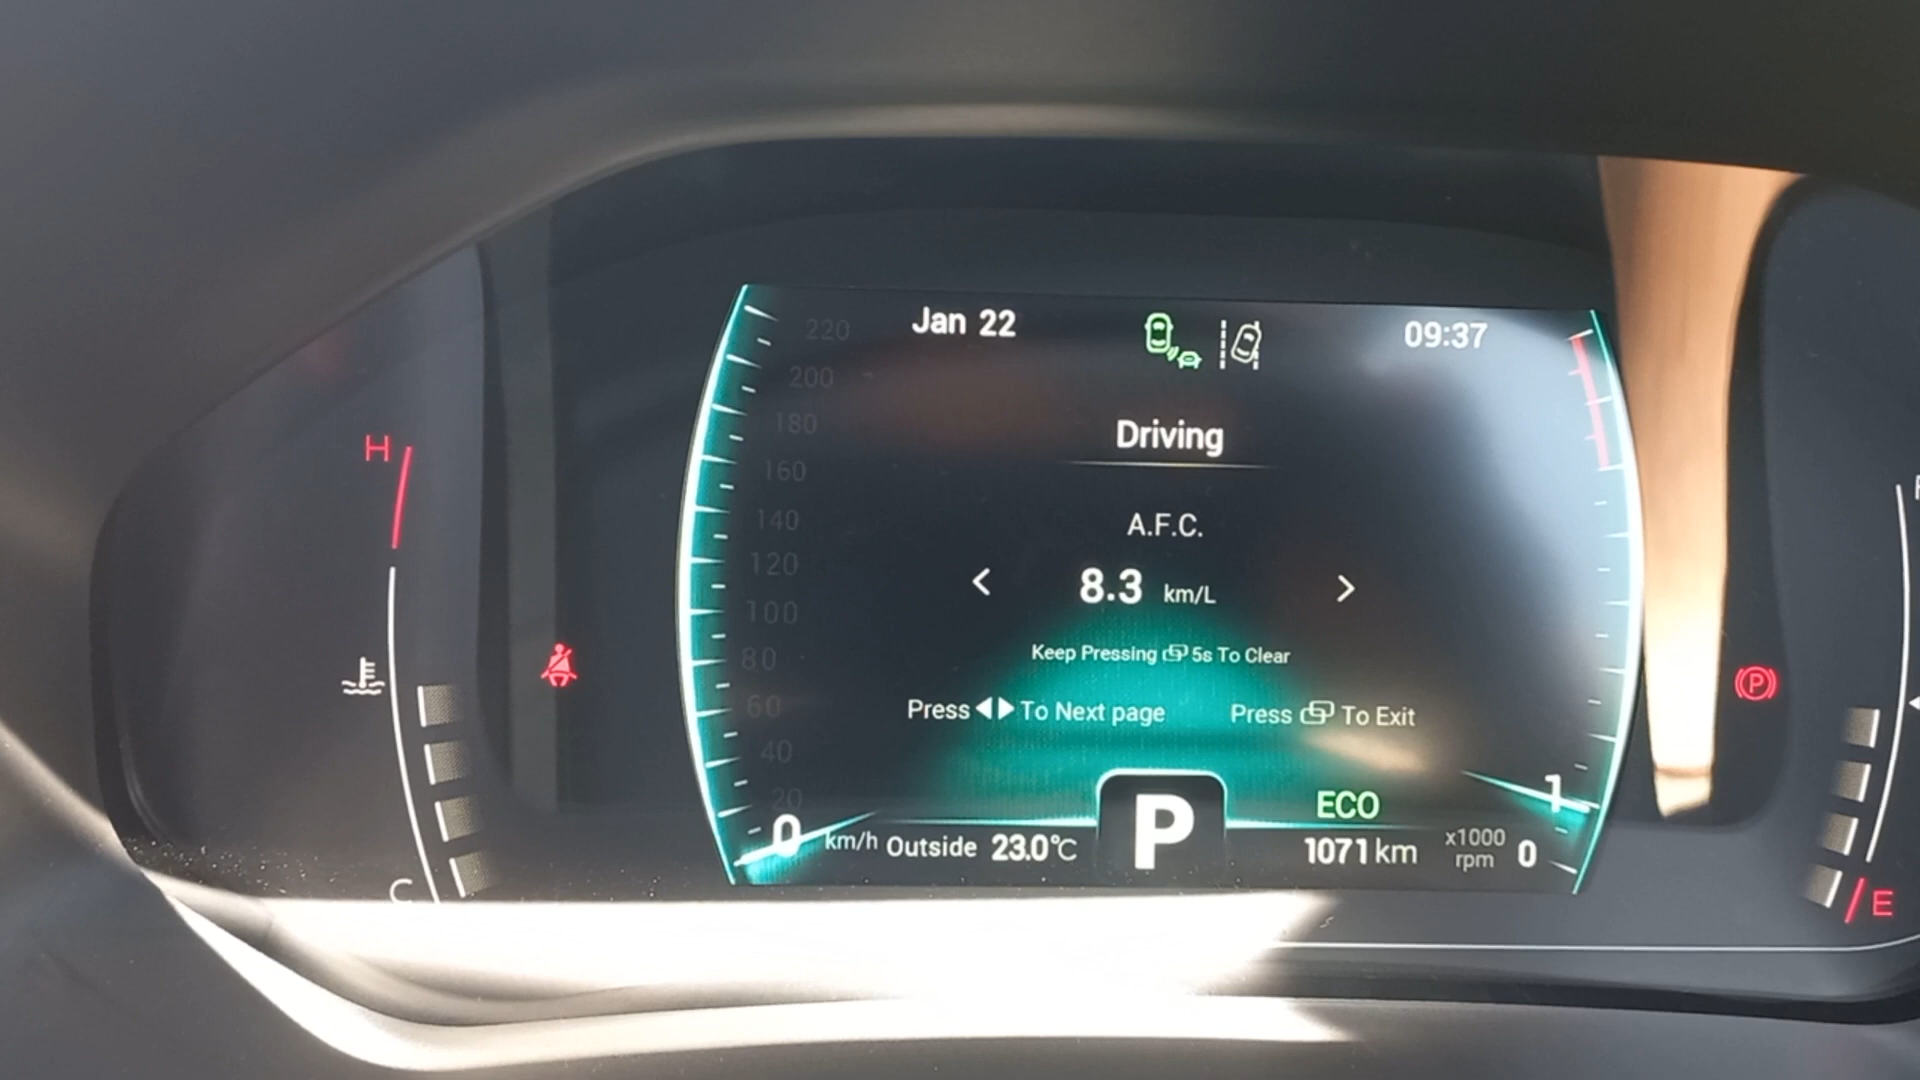 Jan 22
09:37
220
200
180
160
140
120
100
80
60
40
20
0
km/h
Driving
A.F.C.
< 8.3 km/L >
Keep Pressing 5s To Clear
Press ◀▶ To Next page
Press To Exit
H
C
P
ECO
Outside 23.0℃
P
1071 km
x1000
rpm
1
0
E